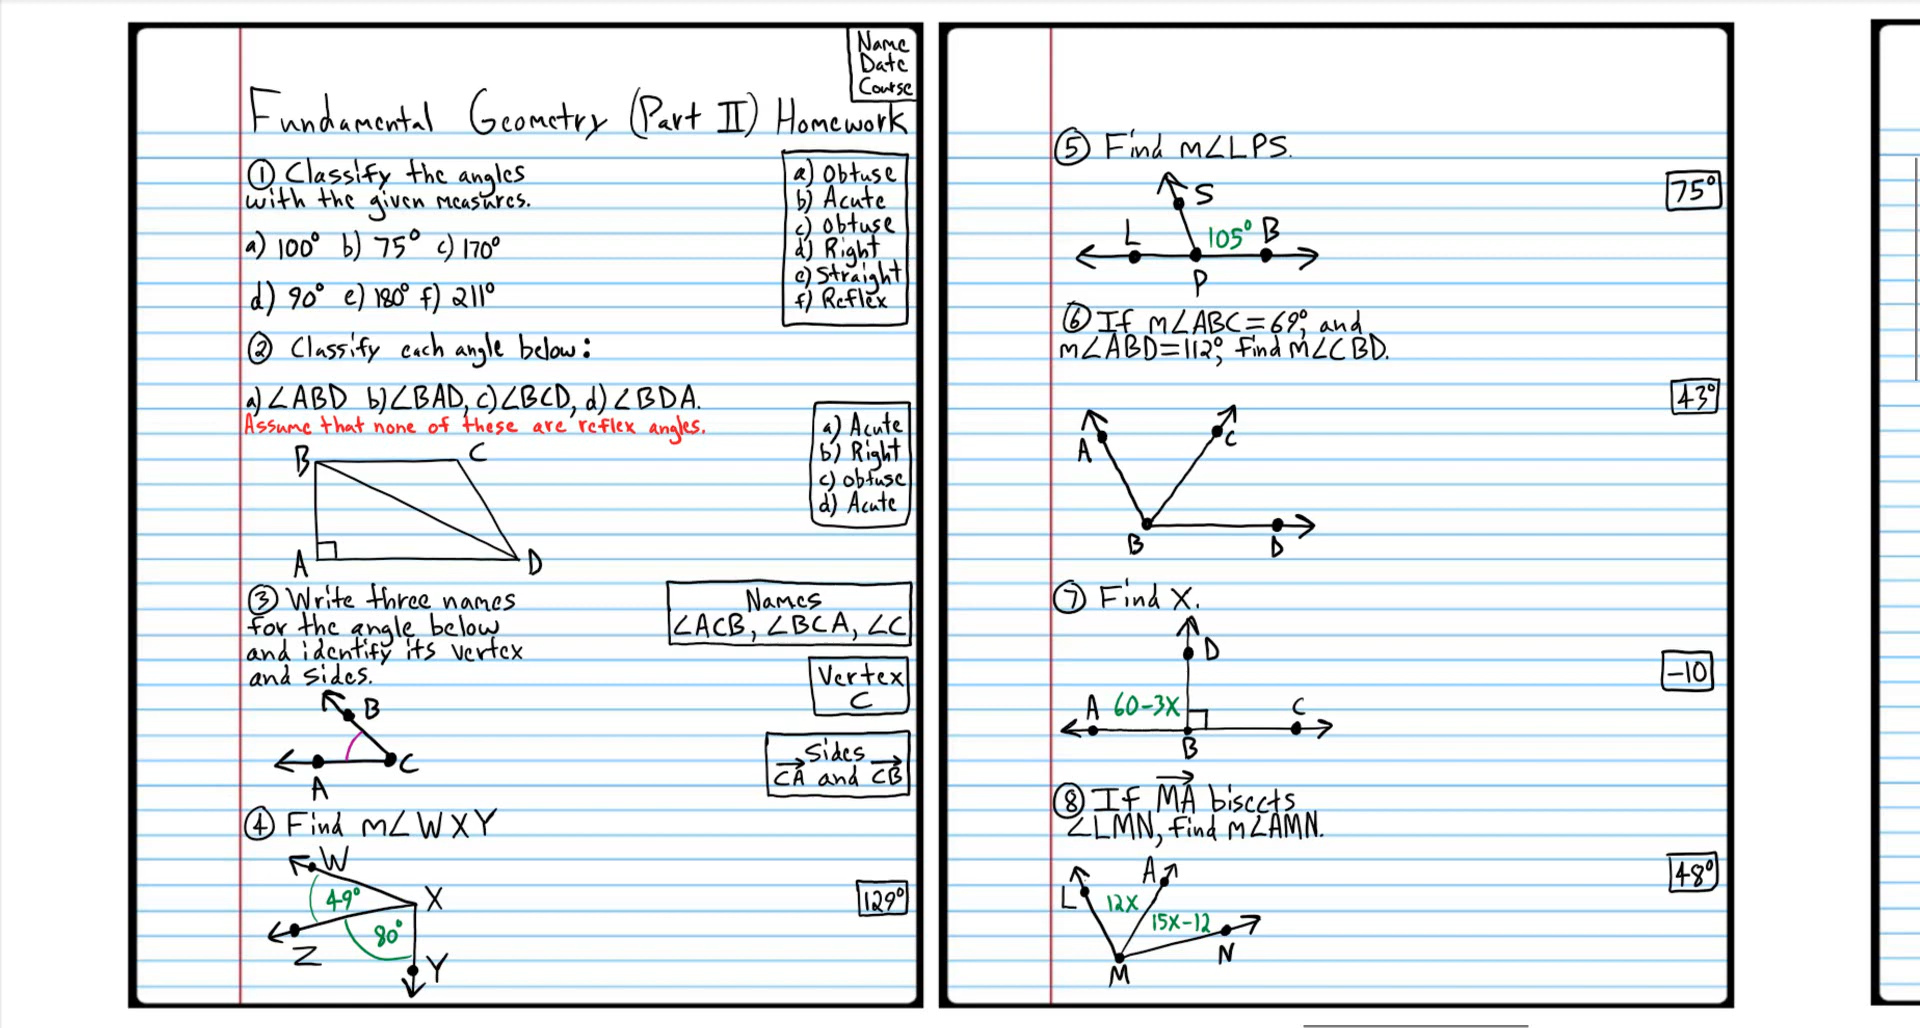 Name
Date
Course
Fundamental Geometry (Part II) Homework
① Classify the angles
with the given measures.
a) 100° b) 75° c) 170°
d) 90° e) 180° f) 211°
a) Obtuse
b) Acute
c) Obtuse
d) Right
e) Straight
f) Reflex
② Classify each angle below:
a) ∠ABD b) ∠BAD, c) ∠BCD, d) ∠BDA.
Assume that none of these are reflex angles.
a) Acute
b) Right
c) Obtuse
d) Acute
B C
A D
③ Write three names
for the angle below
and identify its vertex
and sides.
Names
∠ACB, ∠BCA, ∠C
Vertex
C
Sides
→CA and →CB
B
C
A
④ Find m∠WXY
W
49° X
80°
Z
Y
129°
⑤ Find m∠LPS.
75°
S
L 105° B
P
⑥ If m∠ABC=69°, and
m∠ABD=112°, find m∠CBD.
43°
A C
B D
⑦ Find X.
D
-10
A 60-3X C
B
⑧ If →MA bisects
∠LMN, find m∠AMN.
48°
A
L 12X
15X-12
N
M